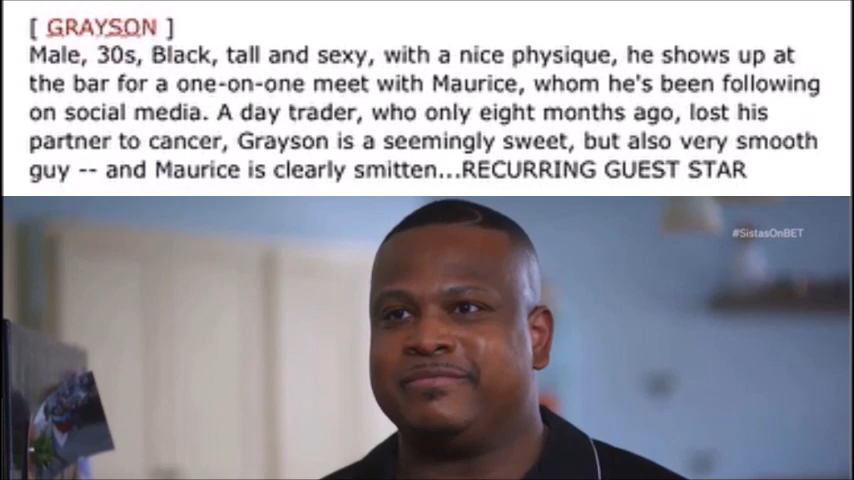 [ GRAYSON ]
Male, 30s, Black, tall and sexy, with a nice physique, he shows up at
the bar for a one-on-one meet with Maurice, whom he's been following
on social media. A day trader, who only eight months ago, lost his
partner to cancer, Grayson is a seemingly sweet, but also very smooth
guy -- and Maurice is clearly smitten...RECURRING GUEST STAR
#SistasOnBET